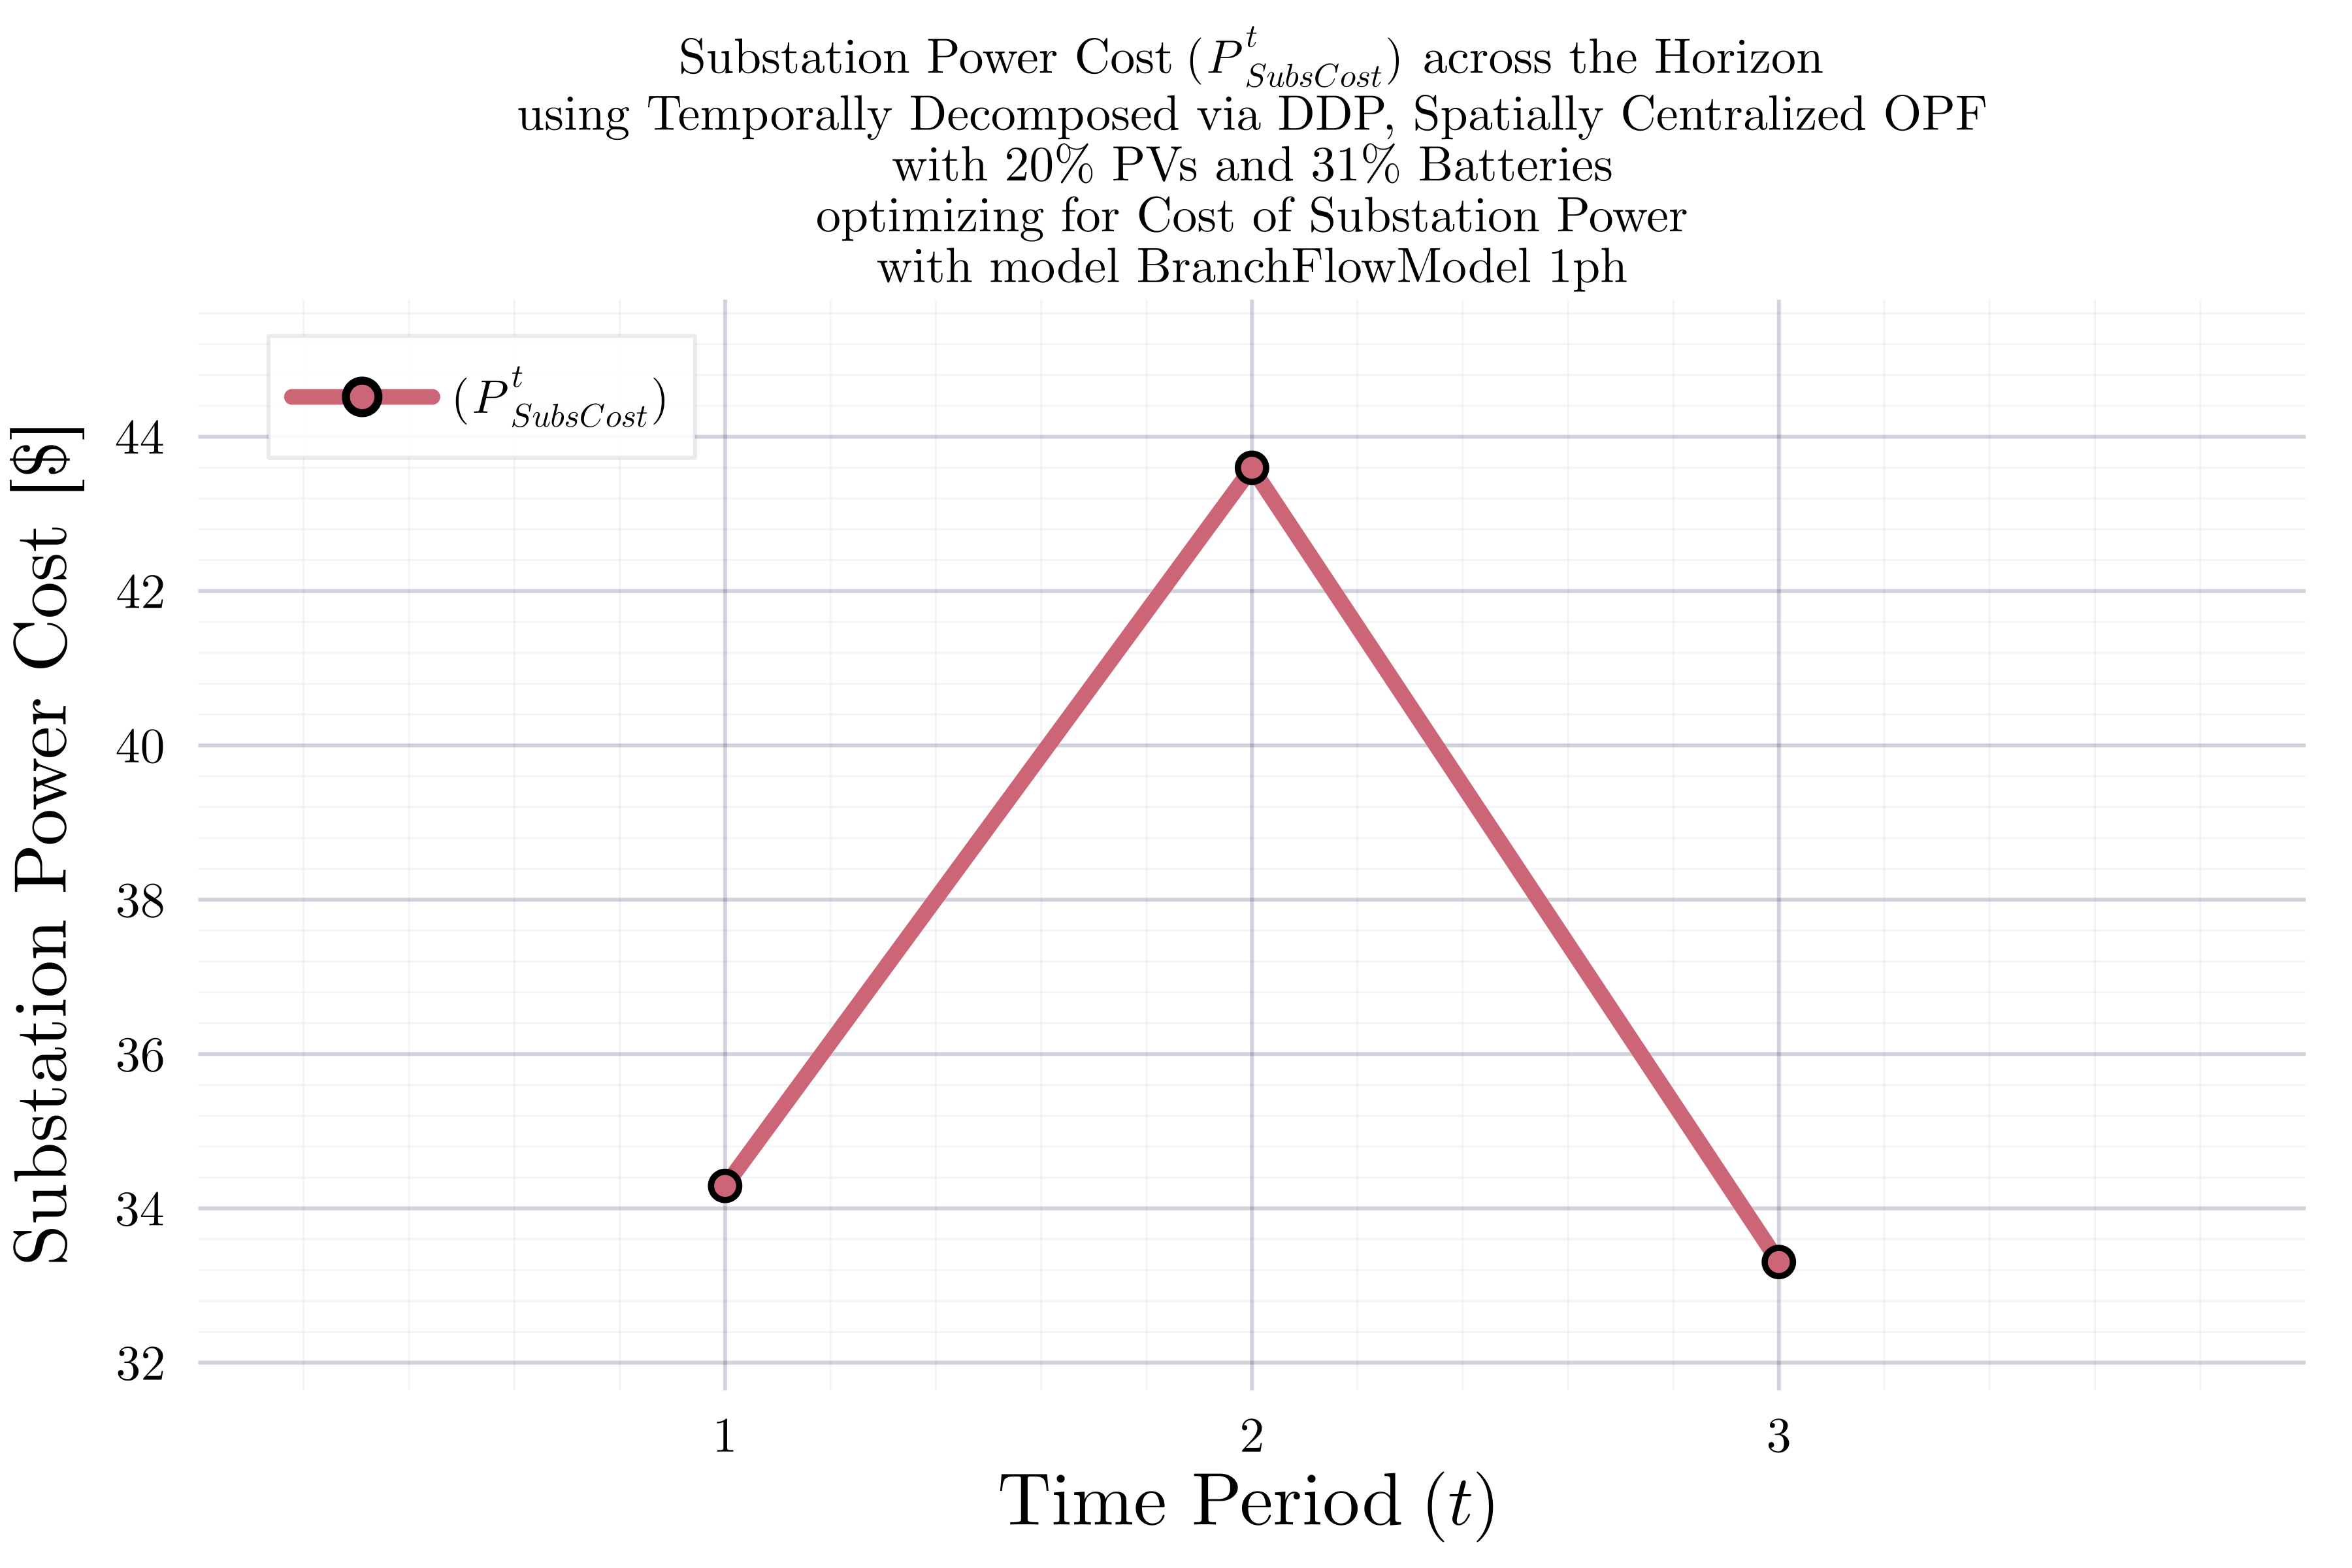 Substation Power Cost (P^t_SubsCost) across the Horizon
using Temporally Decomposed via DDP, Spatially Centralized OPF
with 20% PVs and 31% Batteries
optimizing for Cost of Substation Power
with model BranchFlowModel 1ph
(P^t_SubsCost)
Substation Power Cost [$]
44
42
40
38
36
34
32
1 2 3
Time Period (t)